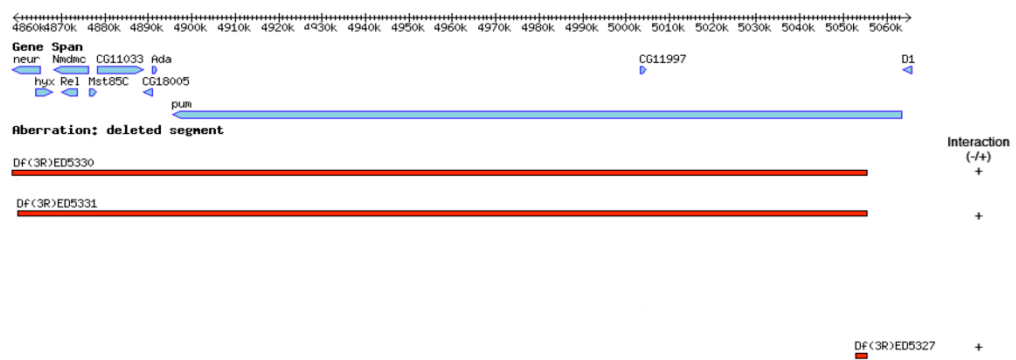 4860k4870k 4880k 4890k 4900k 4910k 4920k 4930k 4940k 4950k 4960k 4970k 4980k 4990k 5000k 5010k 5020k 5030k 5040k 5050k 5060k
Gene Span
neur Nmdmc CG11033 Ada CG11997 D1
hyx Rel Mst85C CG18005
pum
Aberration: deleted segment
Interaction
(-/+)
Df(3R)ED5330 +
Df(3R)ED5331 +
Df(3R)ED5327 +